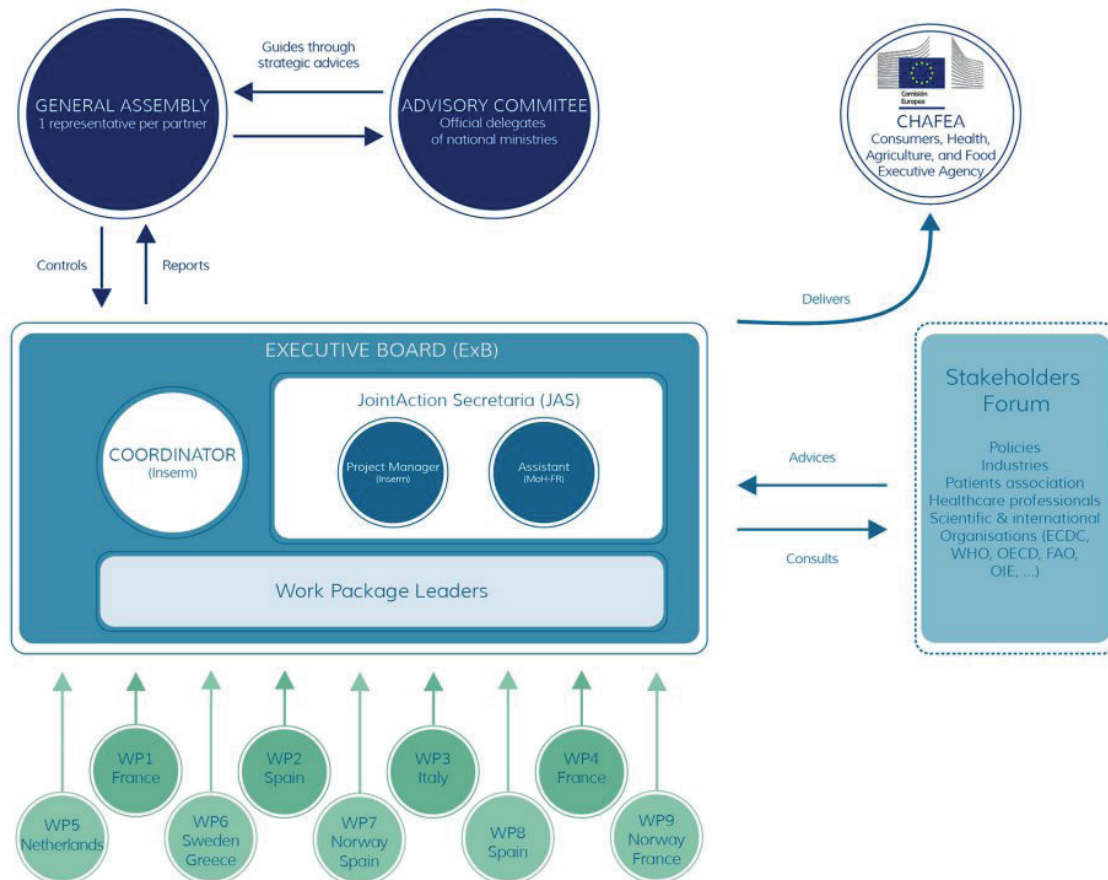 Guides through
strategic advices
GENERAL ASSEMBLY
1 representative per partner
ADVISORY COMMITEE
Official delegates
of national ministries
Comisión
Europea
CHAFEA
Consumers, Health,
Agriculture, and Food
Executive Agency
Controls
Reports
Delivers
EXECUTIVE BOARD (ExB)
JointAction Secretaria (JAS)
COORDINATOR
(Inserm)
Project Manager
(Inserm)
Assistant
(MoH-FR)
Work Package Leaders
Advices
Consults
Stakeholders
Forum
Policies
Industries
Patients association
Healthcare professionals
Scientific & international
Organisations (ECDC,
WHO, OECD, FAO,
OIE, ...)
WP1
France
WP2
Spain
WP3
Italy
WP4
France
WP5
Netherlands
WP6
Sweden
Greece
WP7
Norway
Spain
WP8
Spain
WP9
Norway
France